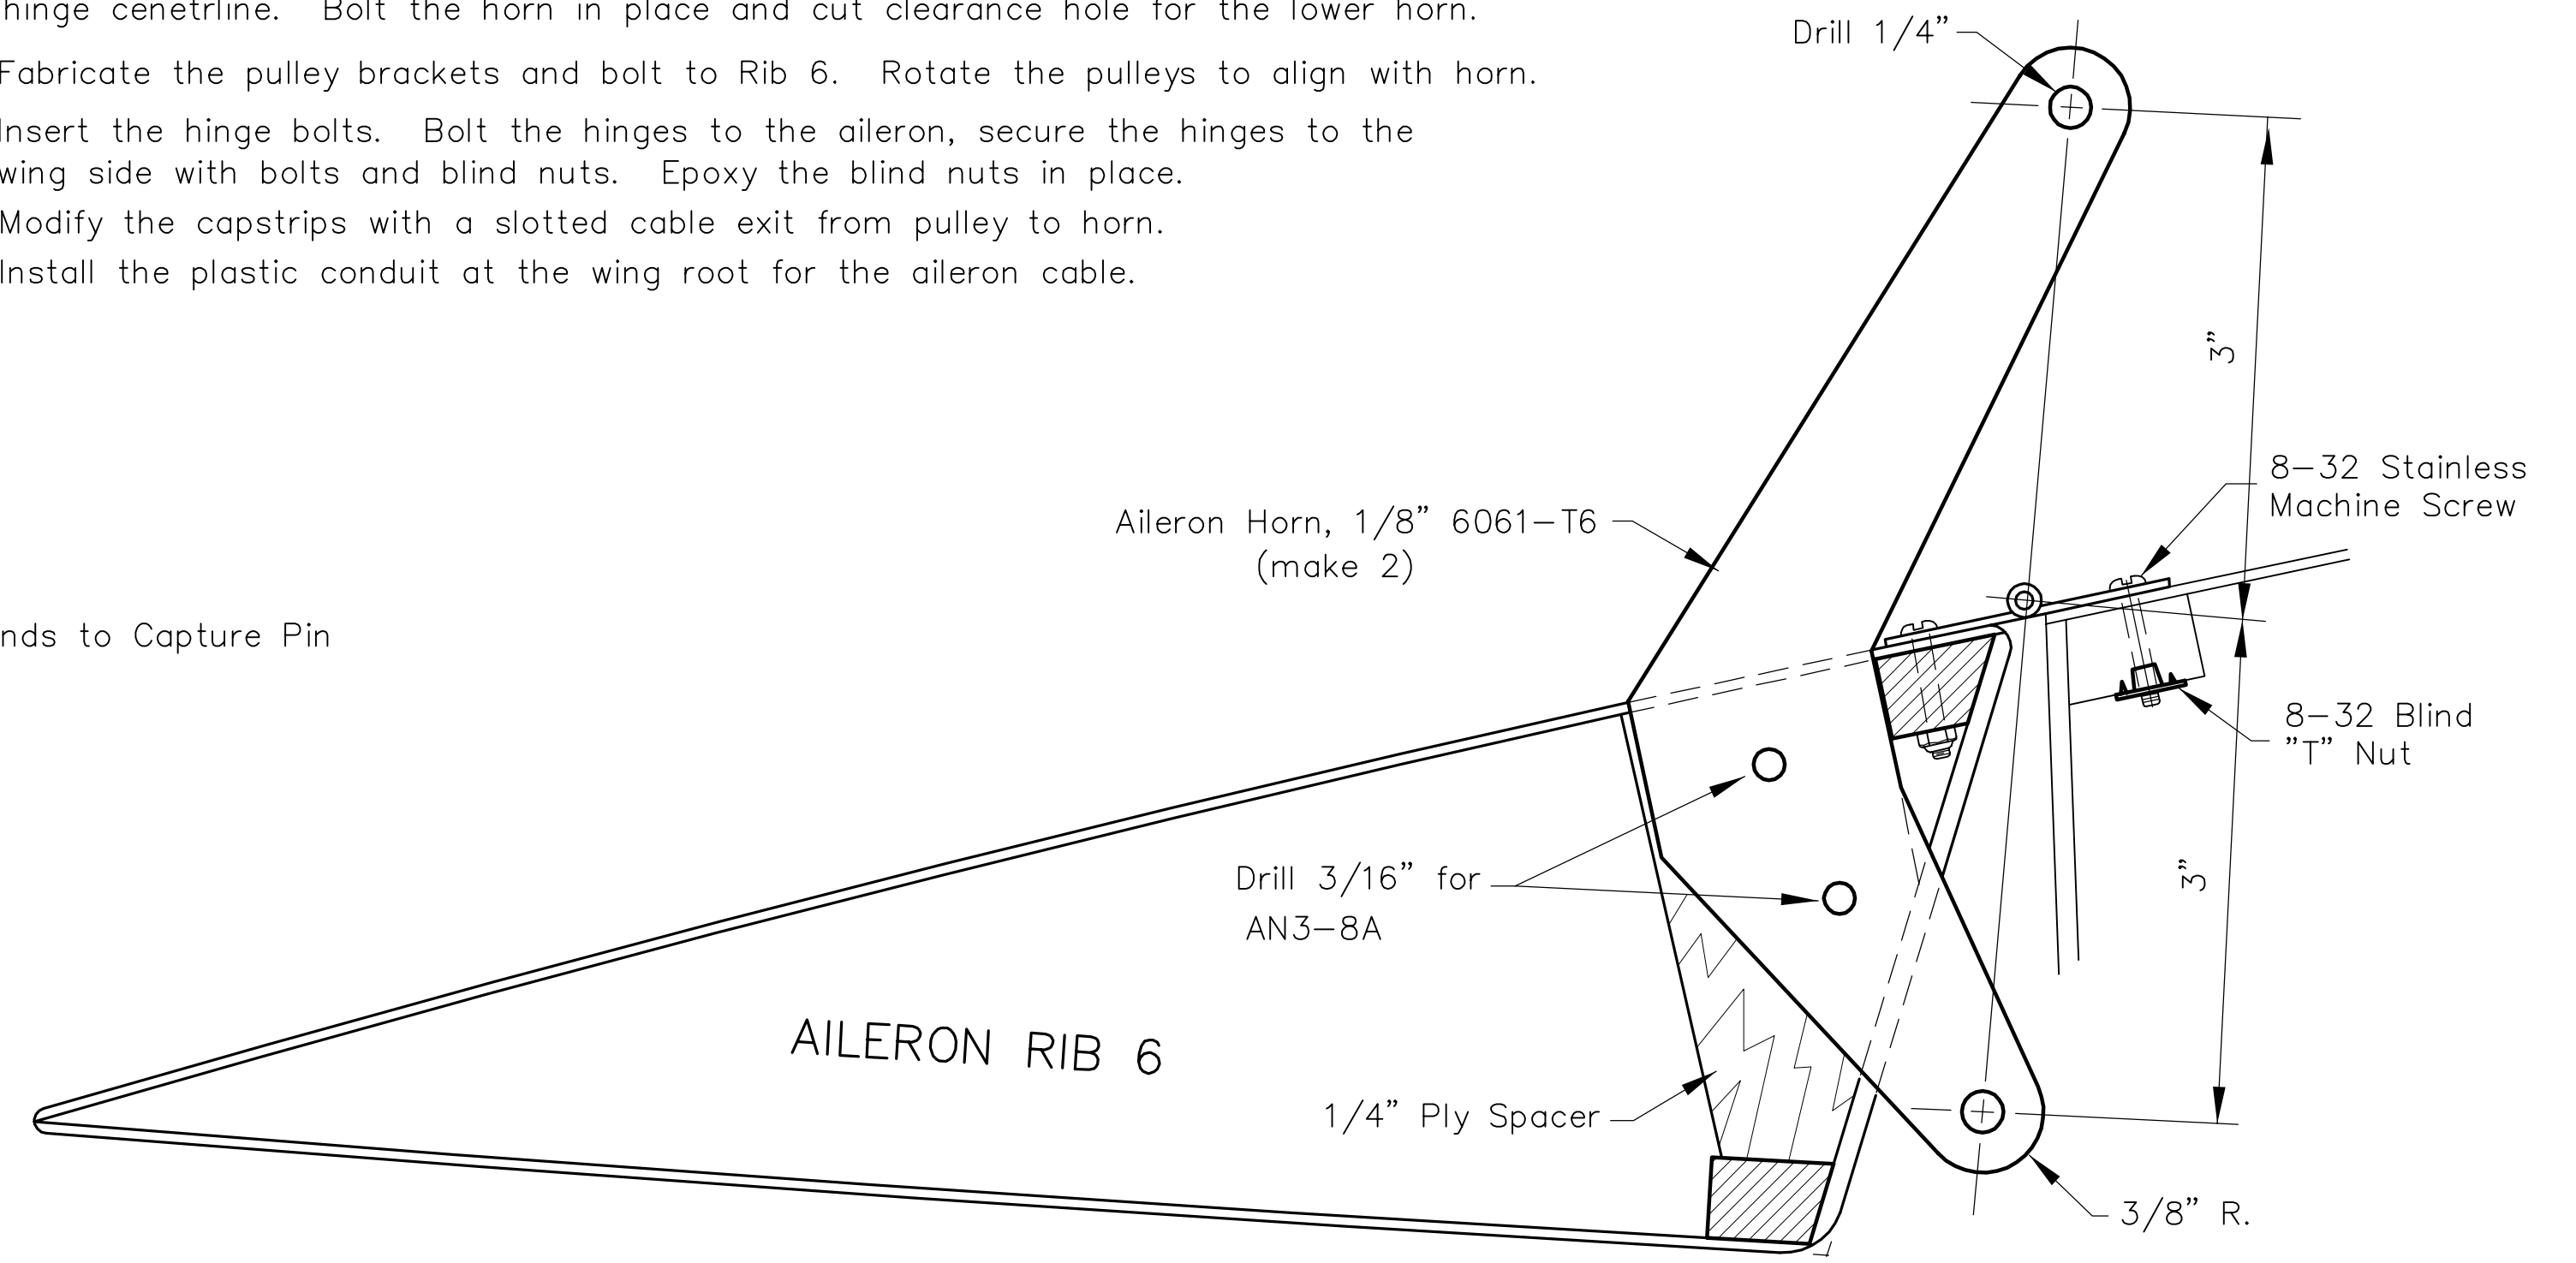 hinge cenetrline. Bolt the horn in place and cut clearance hole for the lower horn.
Fabricate the pulley brackets and bolt to Rib 6. Rotate the pulleys to align with horn.
Insert the hinge bolts. Bolt the hinges to the aileron, secure the hinges to the
wing side with bolts and blind nuts. Epoxy the blind nuts in place.
Modify the capstrips with a slotted cable exit from pulley to horn.
Install the plastic conduit at the wing root for the aileron cable.
Drill 1/4"
3"
8-32 Stainless
Machine Screw
Aileron Horn, 1/8" 6061-T6
(make 2)
nds to Capture Pin
8-32 Blind
"T" Nut
3"
Drill 3/16" for
AN3-8A
AILERON RIB 6
1/4" Ply Spacer
3/8" R.